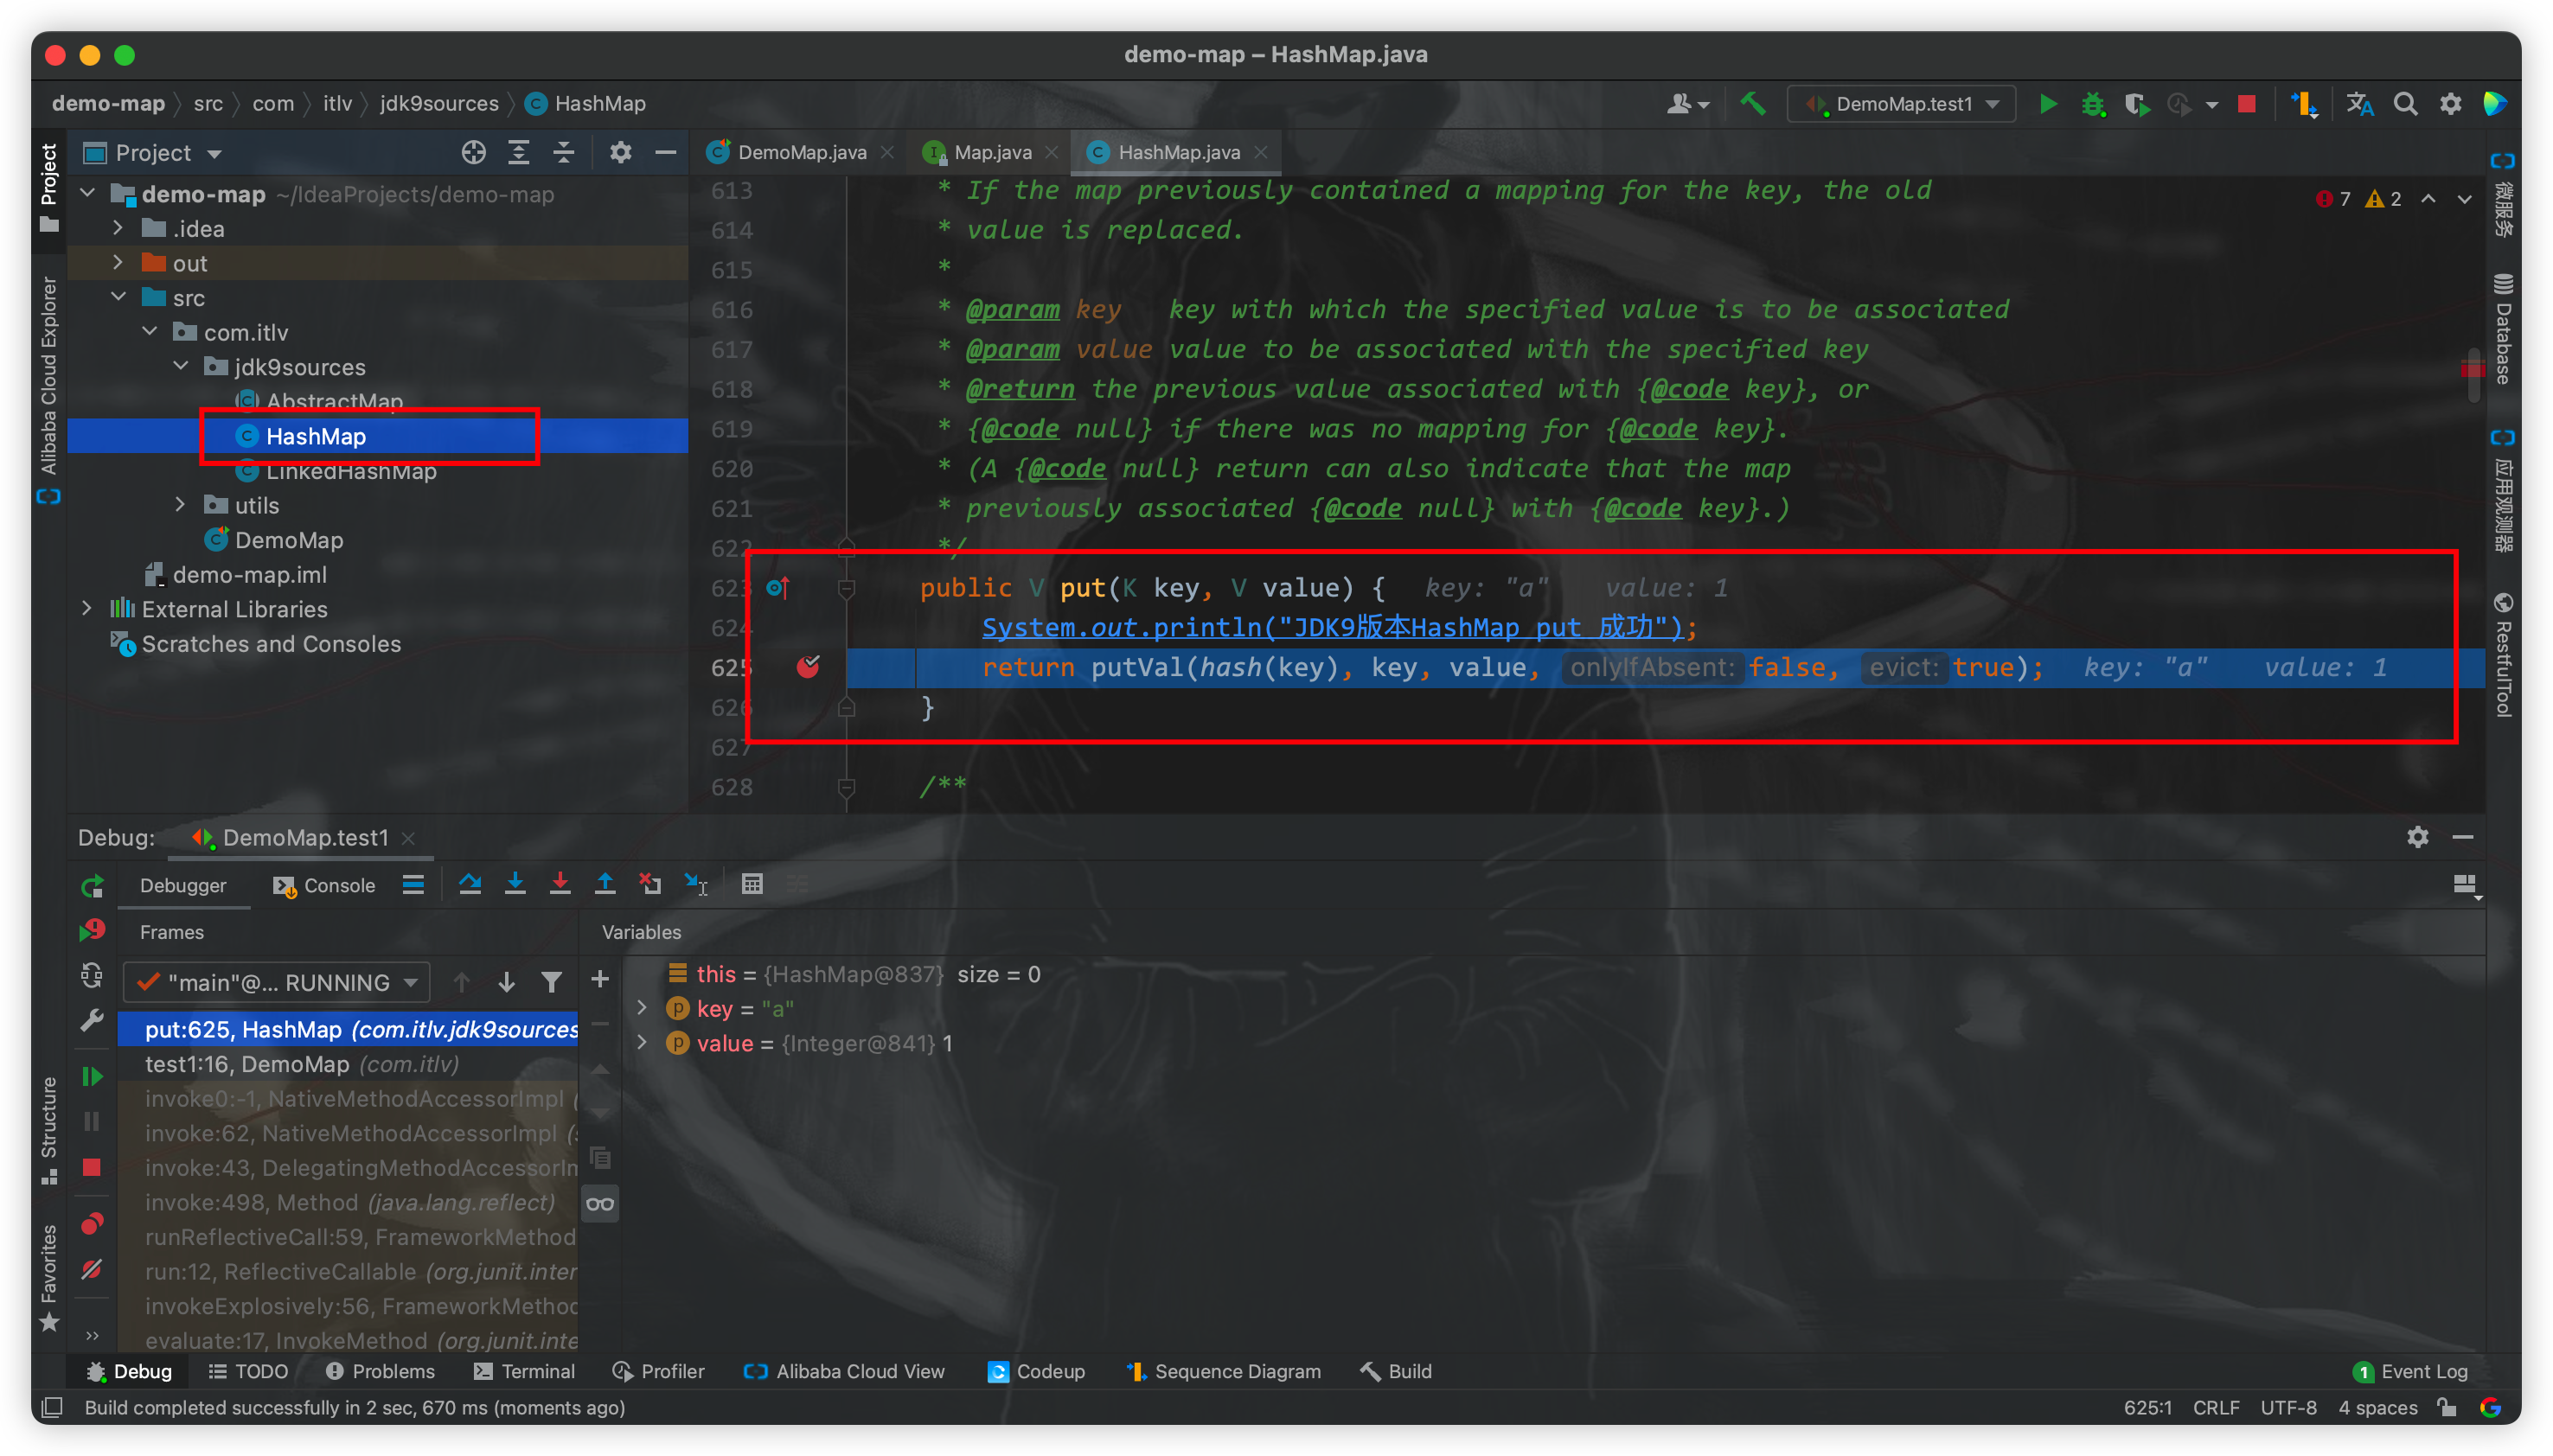 demo-map – HashMap.java
demo-map src com itlv jdk9sources HashMap
DemoMap.test1
Project
DemoMap.java
Map.java
HashMap.java
Project
Alibaba Cloud Explorer
Structure
Favorites
demo-map ~/IdeaProjects/demo-map
.idea
out
src
com.itlv
jdk9sources
AbstractMap
HashMap
LinkedHashMap
utils
DemoMap
demo-map.iml
External Libraries
Scratches and Consoles
7 2
613 * If the map previously contained a mapping for the key, the old
614 * value is replaced.
615 *
616 * @param key   key with which the specified value is to be associated
617 * @param value value to be associated with the specified key
618 * @return the previous value associated with {@code key}, or
619 * {@code null} if there was no mapping for {@code key}.
620 * (A {@code null} return can also indicate that the map
621 * previously associated {@code null} with {@code key}.)
622 */
623 public V put(K key, V value) { key: "a" value: 1
624 System.out.println("JDK9版本HashMap put 成功");
625 return putVal(hash(key), key, value, onlyIfAbsent: false, evict: true); key: "a" value: 1
626 }
627
628 /**
微服务
Database
应用观测器
RestfulTool
Debug: DemoMap.test1
Debugger
Console
Frames
Variables
"main"@... RUNNING
put:625, HashMap (com.itlv.jdk9sources
test1:16, DemoMap (com.itlv)
invoke0:-1, NativeMethodAccessorImpl (
invoke:62, NativeMethodAccessorImpl (s
invoke:43, DelegatingMethodAccessorIm
invoke:498, Method (java.lang.reflect)
runReflectiveCall:59, FrameworkMethod
run:12, ReflectiveCallable (org.junit.inter
invokeExplosively:56, FrameworkMethod
evaluate:17, InvokeMethod (org.junit.inte
this = {HashMap@837} size = 0
key = "a"
value = {Integer@841} 1
Debug
TODO
Problems
Terminal
Profiler
Alibaba Cloud View
Codeup
Sequence Diagram
Build
1 Event Log
Build completed successfully in 2 sec, 670 ms (moments ago)
625:1 CRLF UTF-8 4 spaces